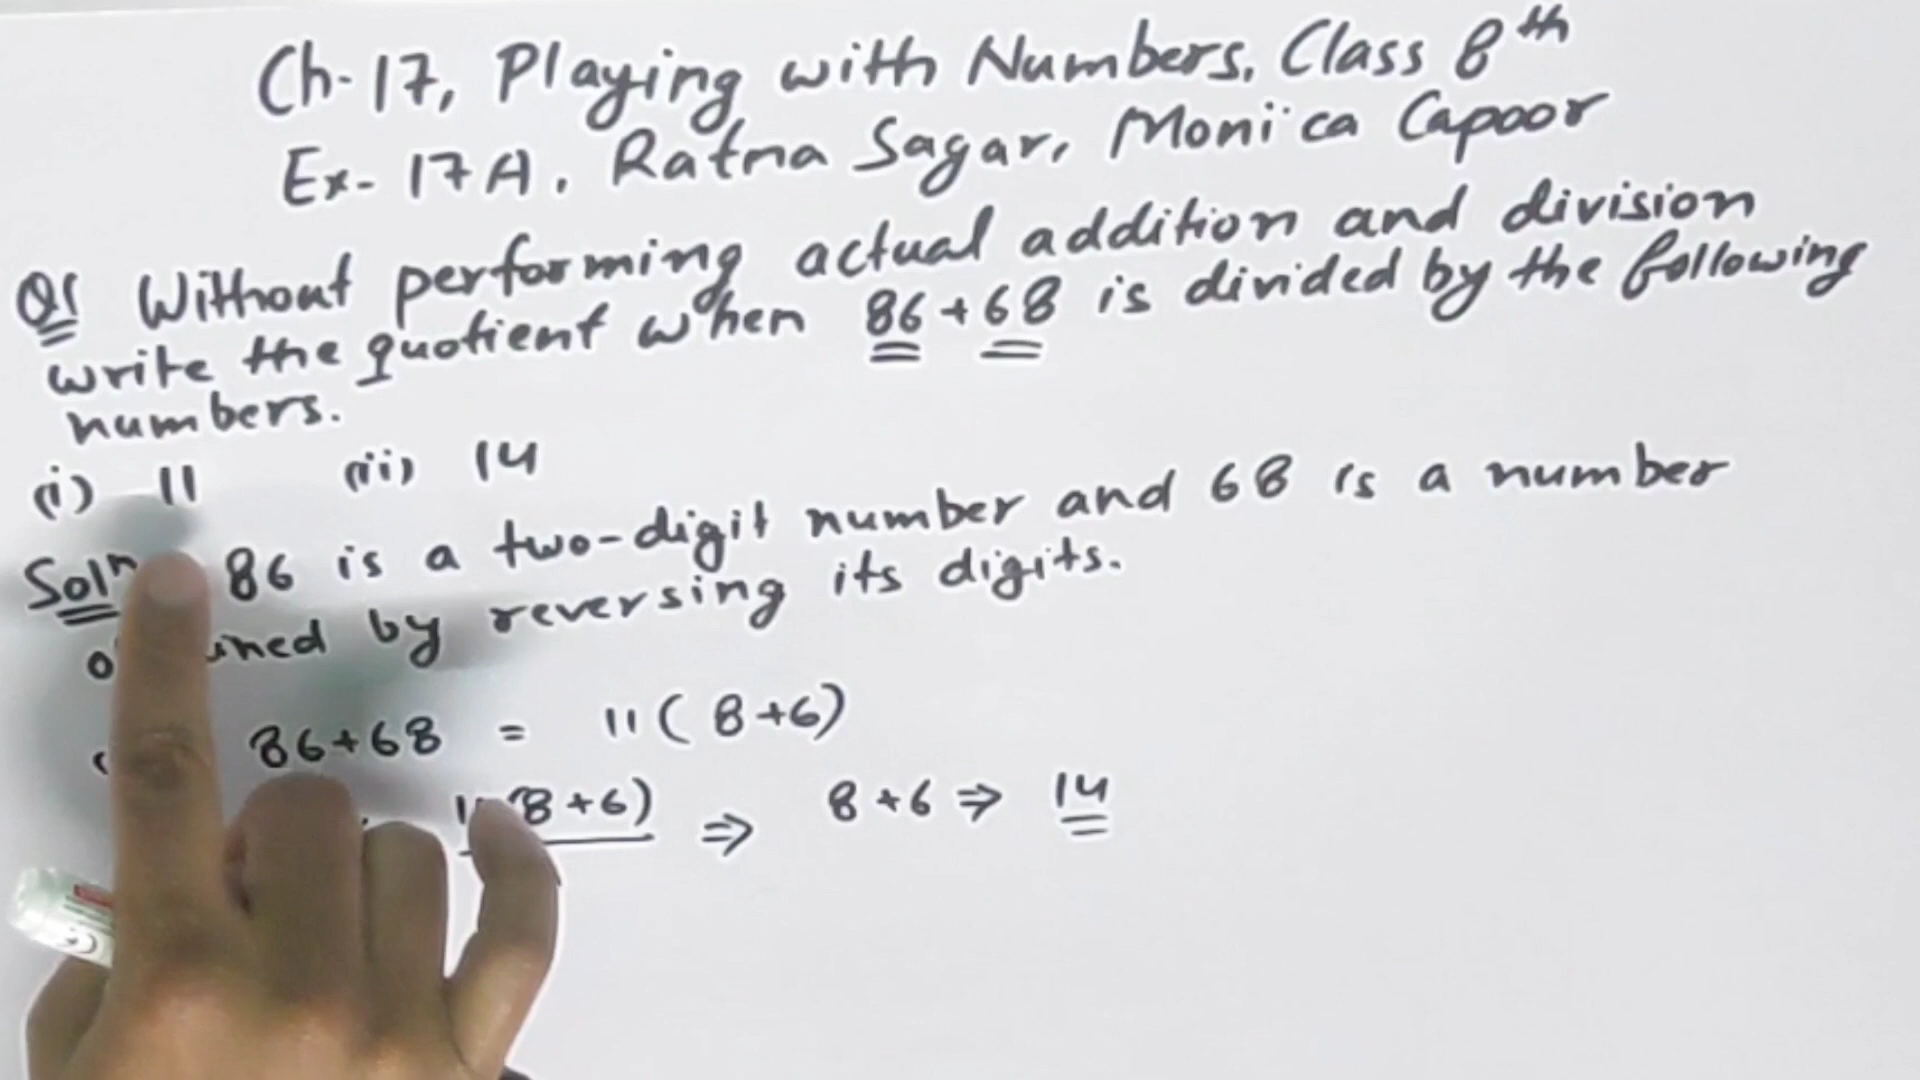 Ch-17, Playing with Numbers, Class 8th
Ex- 17A, Ratna Sagar, Monica Capoor
Q1 Without performing actual addition and division
write the quotient when 86+68 is divided by the following
numbers.
(i) 11 (ii) 14
Soln 86 is a two-digit number and 68 is a number
by reversing its digits.
86+68 = 11(8+6)
(8+6) ⇒ 8+6 ⇒ 14